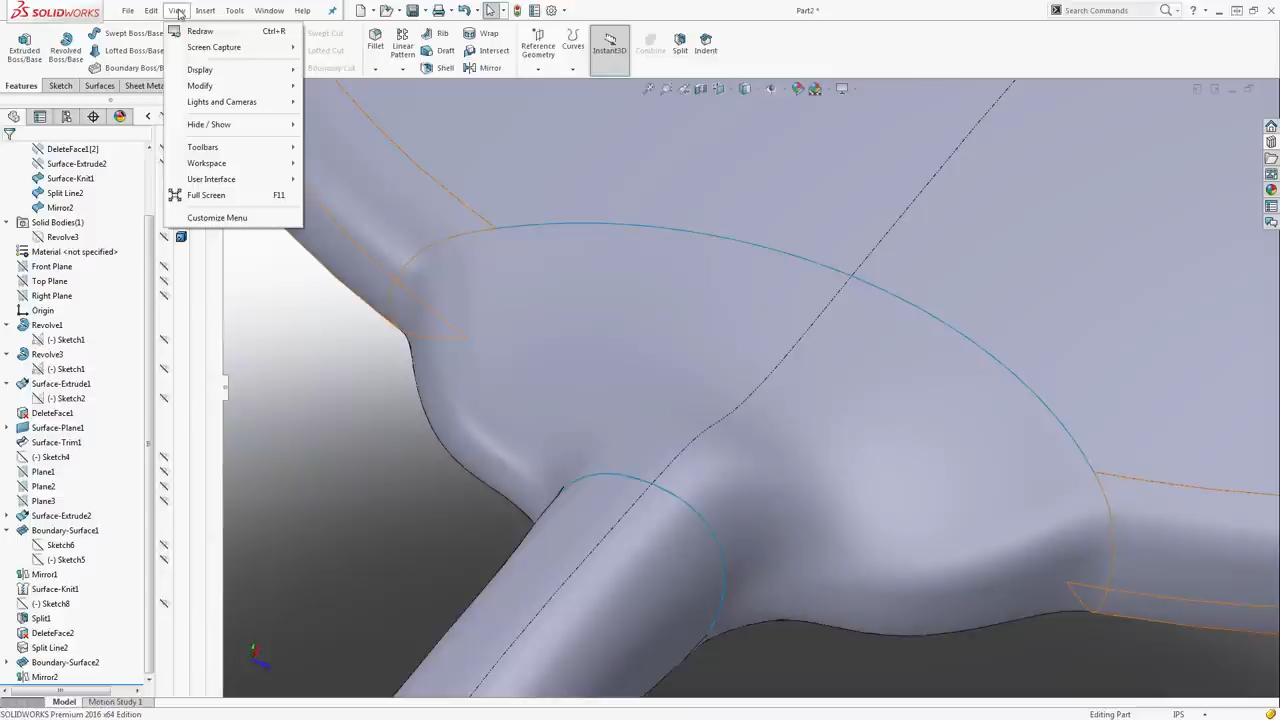 SOLIDWORKS
File Edit View Insert Tools Window Help
Part2 *
Search Commands
Extruded Boss/Base
Revolved Boss/Base
Swept Boss/Base
Lofted Boss/Base
Boundary Boss/Base
Swept Cut
Lofted Cut
Boundary Cut
Fillet
Linear Pattern
Rib
Draft
Shell
Wrap
Intersect
Mirror
Reference Geometry
Curves
Instant3D
Combine
Split
Indent
Features Sketch Surfaces Sheet Meta
Redraw Ctrl+R
Screen Capture
Display
Modify
Lights and Cameras
Hide / Show
Toolbars
Workspace
User Interface
Full Screen F11
Customize Menu
DeleteFace1[2]
Surface-Extrude2
Surface-Knit1
Split Line2
Mirror2
Solid Bodies(1)
Revolve3
Material <not specified>
Front Plane
Top Plane
Right Plane
Origin
Revolve1
(-) Sketch1
Revolve3
(-) Sketch1
Surface-Extrude1
(-) Sketch2
DeleteFace1
Surface-Plane1
Surface-Trim1
(-) Sketch4
Plane1
Plane2
Plane3
Surface-Extrude2
Boundary-Surface1
Sketch6
(-) Sketch5
Mirror1
Surface-Knit1
(-) Sketch8
Split1
DeleteFace2
Split Line2
Boundary-Surface2
Mirror2
Model Motion Study 1
SOLIDWORKS Premium 2016 x64 Edition
Editing Part IPS